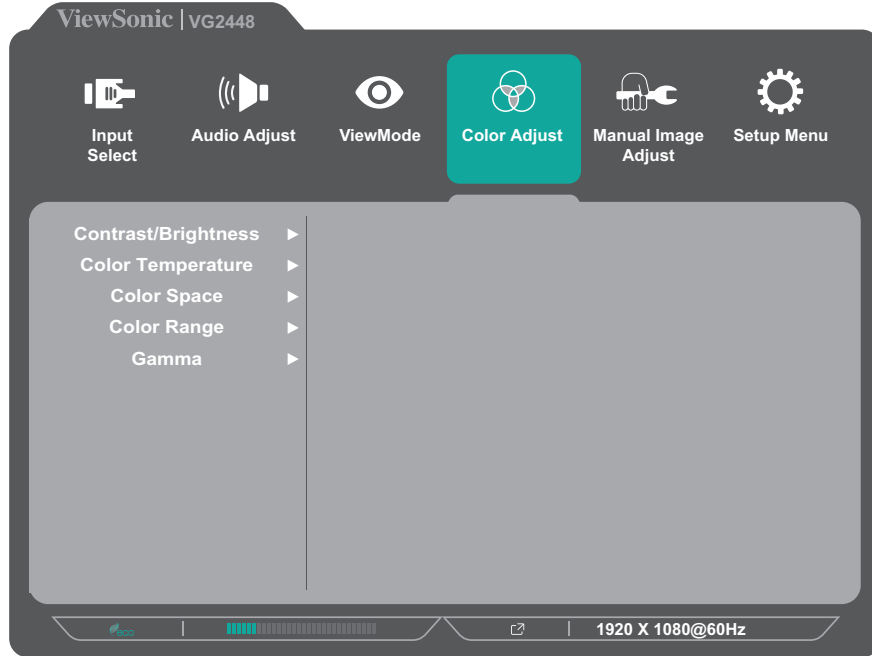 ViewSonic | VG2448
Input
Select
Audio Adjust
ViewMode
Color Adjust
Manual Image
Adjust
Setup Menu
Contrast/Brightness
Color Temperature
Color Space
Color Range
Gamma
eco
1920 X 1080@60Hz